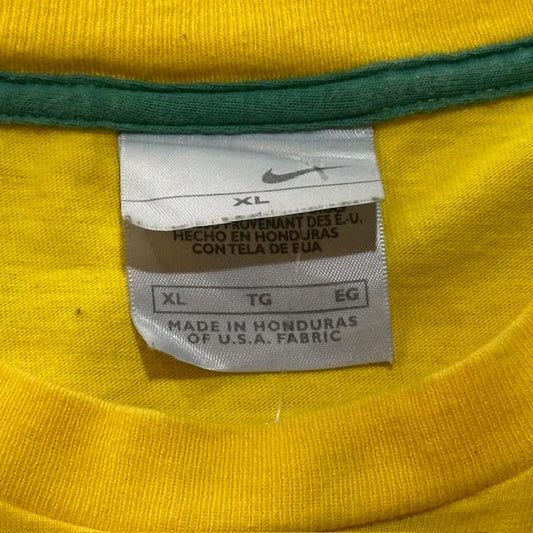 XL
PROVENANT DES É.-U.
HECHO EN HONDURAS
CON TELA DE EUA
XL TG EG
MADE IN HONDURAS
OF U.S.A. FABRIC